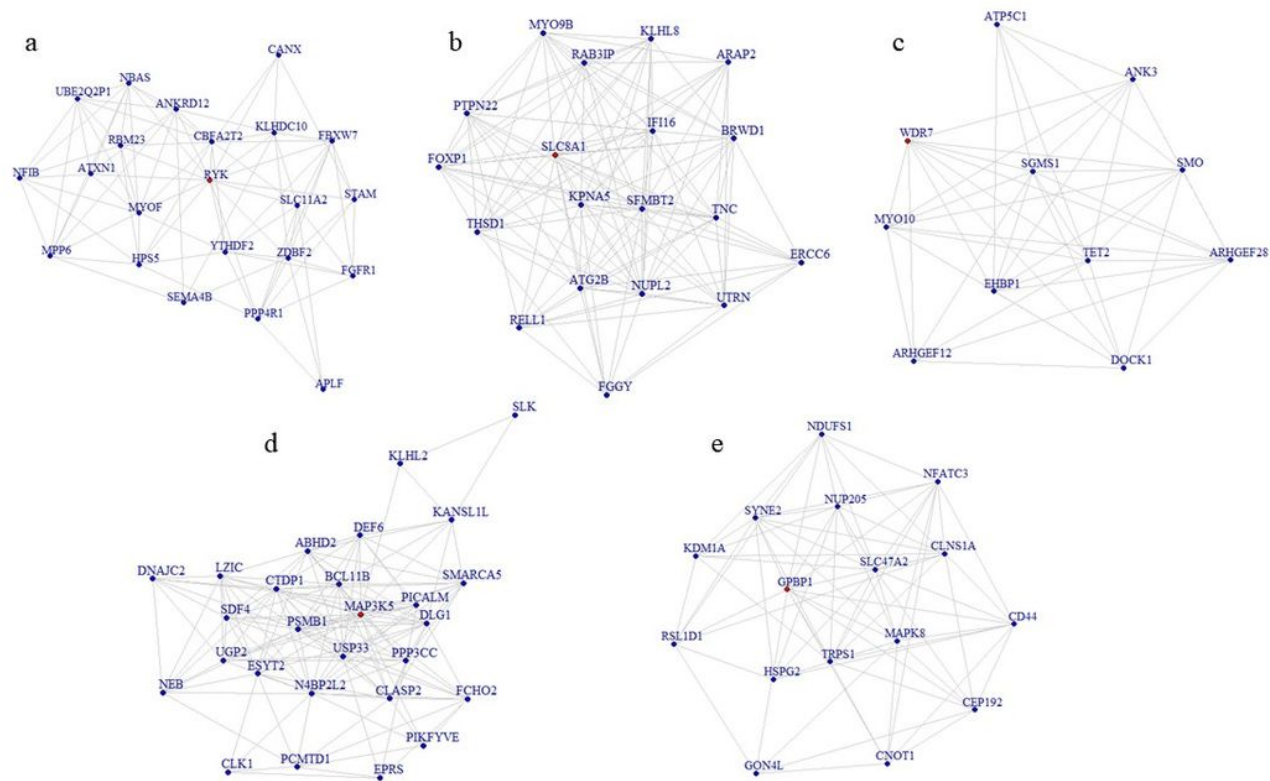 a
CANX
NBAS
UBE2Q2P1
ANKRD12
KLHDC10
CBFA2T2
FBXW7
RBM23
NFIB
ATXN1
RYK
SLC11A2
STAM
MYOF
MPP6
HPS5
YTHDF2
ZDBF2
FGFR1
SEMA4B
PPP4R1
APLF
b
MYO9B
KLHL8
RAB3IP
ARAP2
PTPN22
IFI16
BRWD1
SLC8A1
FOXP1
KPNA5
SFMBT2
TNC
THSD1
ERCC6
ATG2B
NUPL2
UTRN
RELL1
FGGY
c
ATP5C1
ANK3
WDR7
SGMS1
SMO
MYO10
TET2
ARHGEF28
EHBP1
ARHGEF12
DOCK1
d
SLK
KLHL2
KANSL1L
DEF6
ABHD2
DNAJC2
LZIC
CTDP1
BCL11B
SMARCA5
PICALM
MAP3K5
SDF4
DLG1
PSMB1
UGP2
USP33
PPP3CC
ESYT2
NEB
N4BP2L2
CLASP2
FCHO2
PIKFYVE
CLK1
PCMTD1
EPRS
e
NDUFS1
NFATC3
NUP205
SYNE2
KDM1A
CLNS1A
SLC47A2
GPBP1
CD44
RSL1D1
MAPK8
TRPS1
HSPG2
CEP192
GON4L
CNOT1